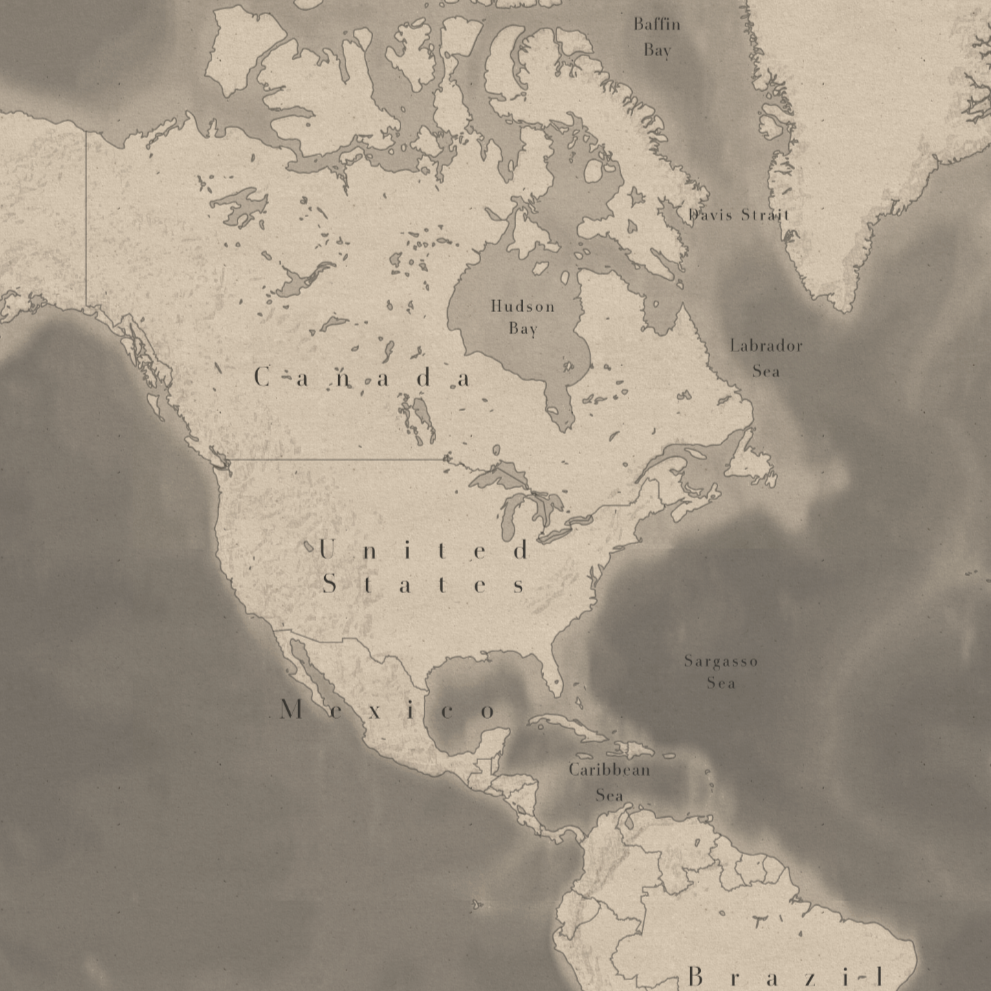 Baffin
Bay
Davis Strait
Hudson
Bay
Labrador
Sea
Canada
United
States
Sargasso
Sea
Mexico
Caribbean
Sea
Brazil